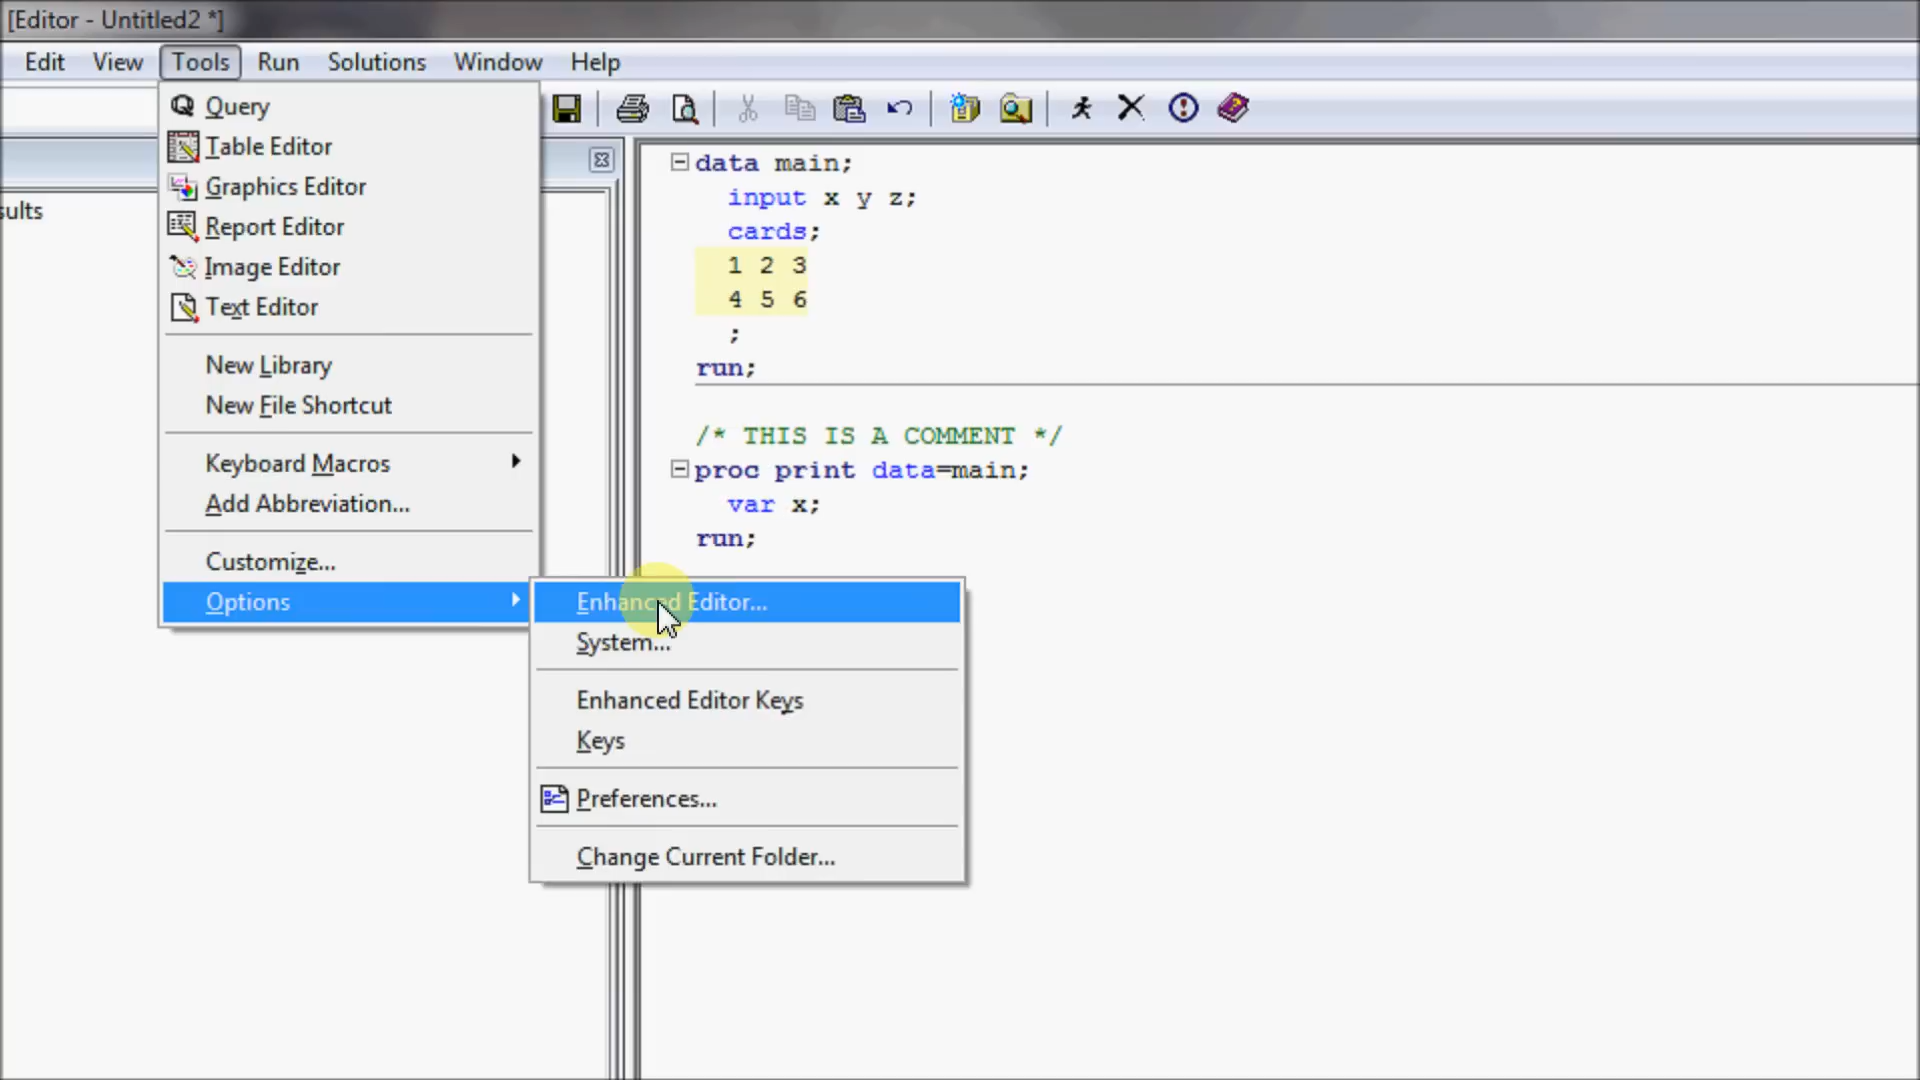 [Editor - Untitled2 *]
Edit View Tools Run Solutions Window Help
Query
Table Editor
Graphics Editor
Report Editor
Image Editor
Text Editor
New Library
New File Shortcut
Keyboard Macros
Add Abbreviation...
Customize...
Options
Enhanced Editor...
System...
Enhanced Editor Keys
Keys
Preferences...
Change Current Folder...
sults
data main;
input x y z;
cards;
1 2 3
4 5 6
;
run;
/* THIS IS A COMMENT */
proc print data=main;
var x;
run;